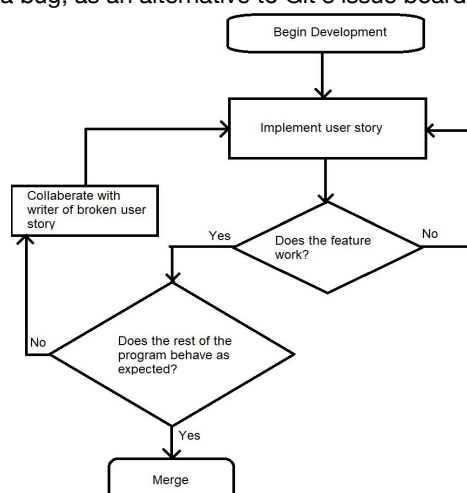 a bug, as an alternative to Git's issue board
Begin Development
Implement user story
Collaberate with
writer of broken user
story
Yes
Does the feature
work?
No
No
Does the rest of the
program behave as
expected?
Yes
Merge